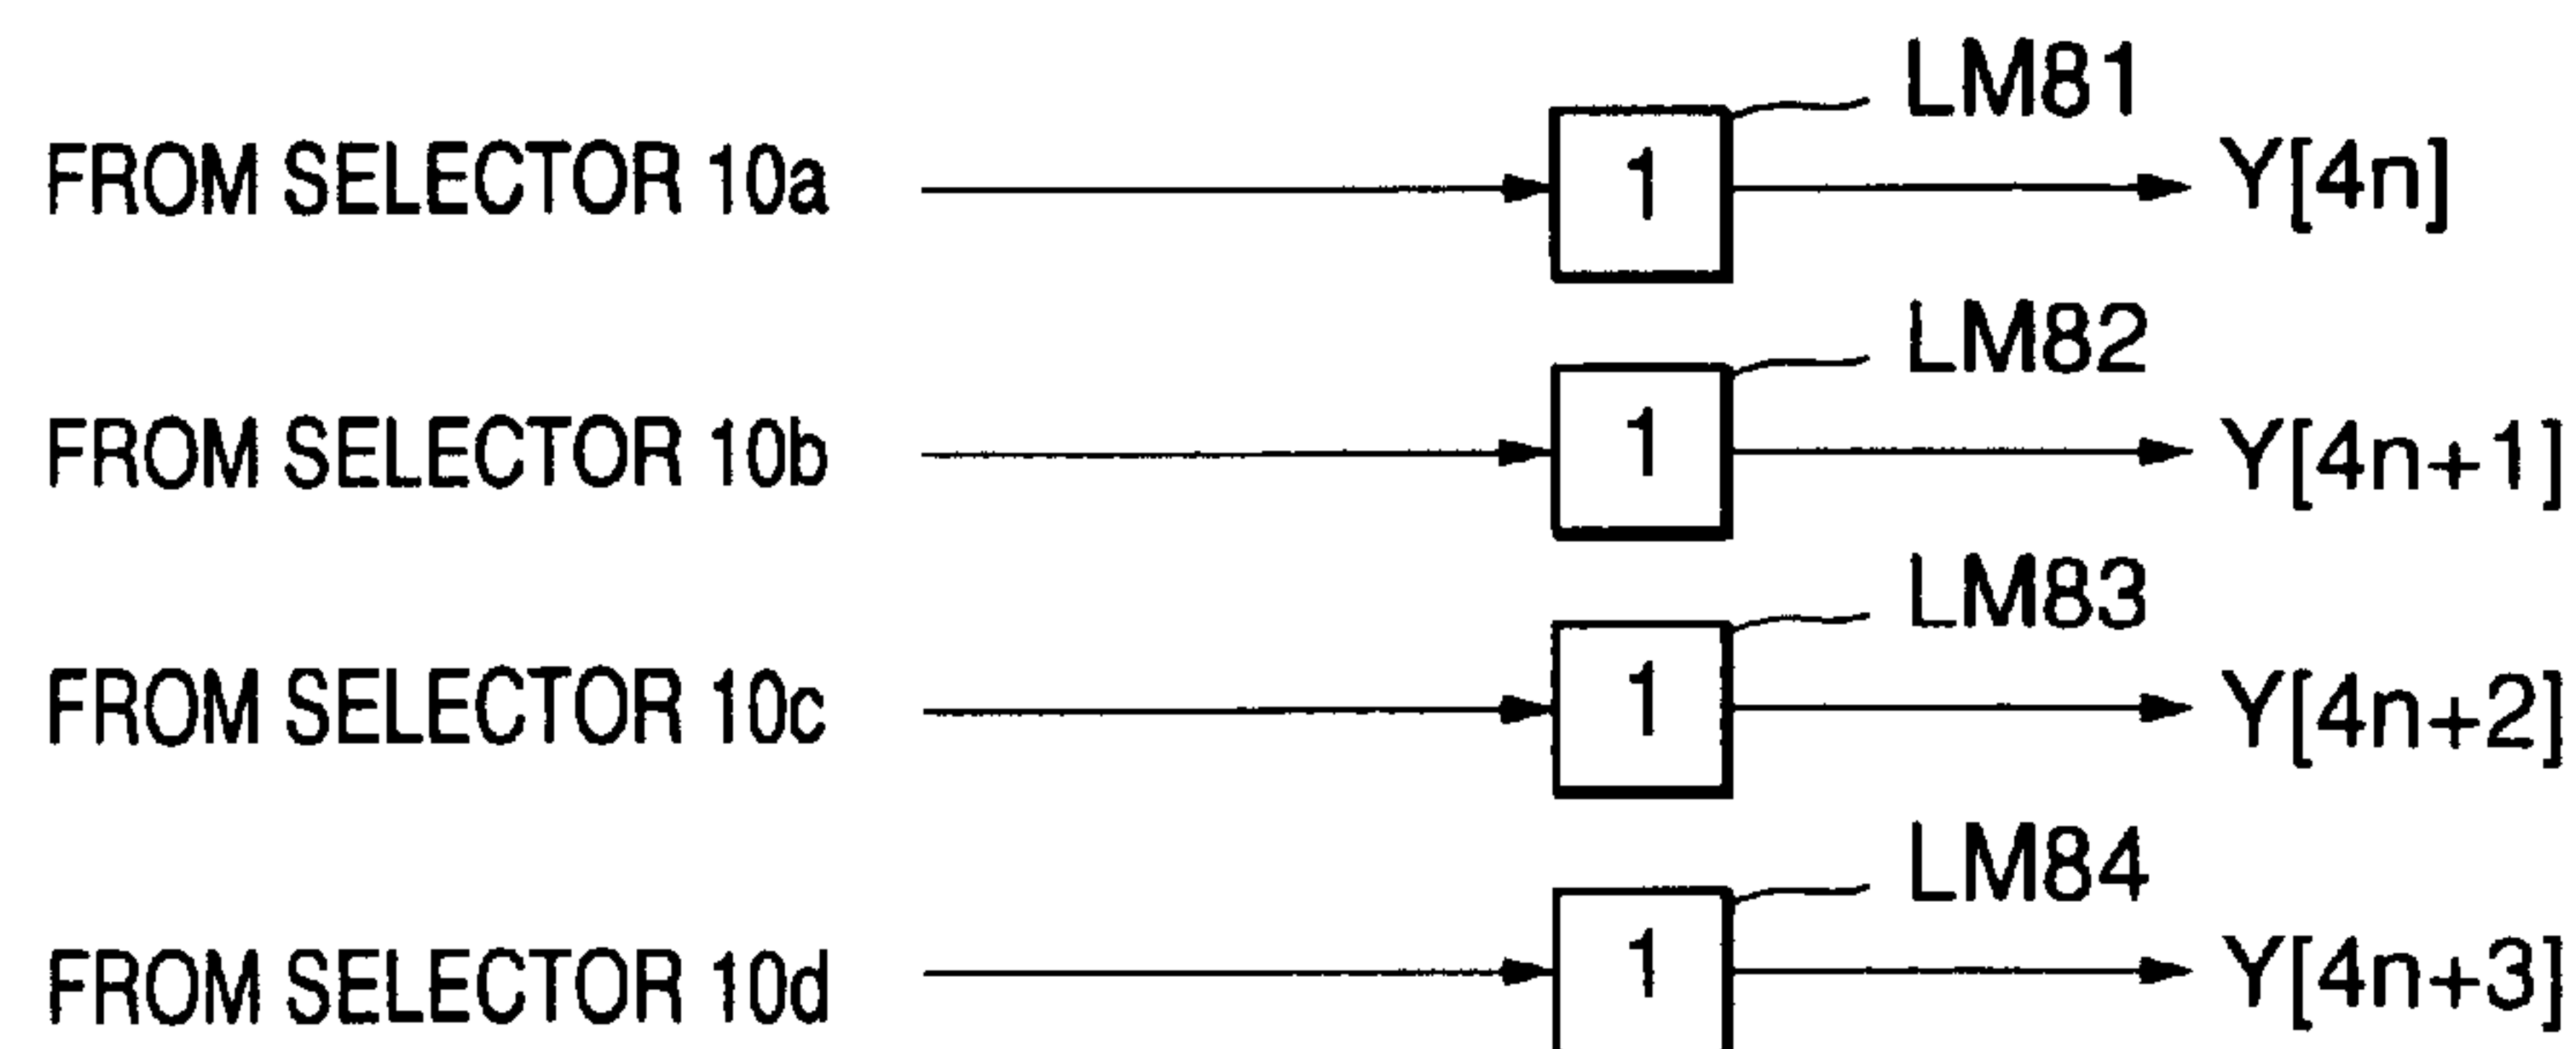 LM81
FROM SELECTOR 10a 1 Y[4n]
LM82
FROM SELECTOR 10b 1 Y[4n+1]
LM83
FROM SELECTOR 10c 1 Y[4n+2]
LM84
FROM SELECTOR 10d 1 Y[4n+3]